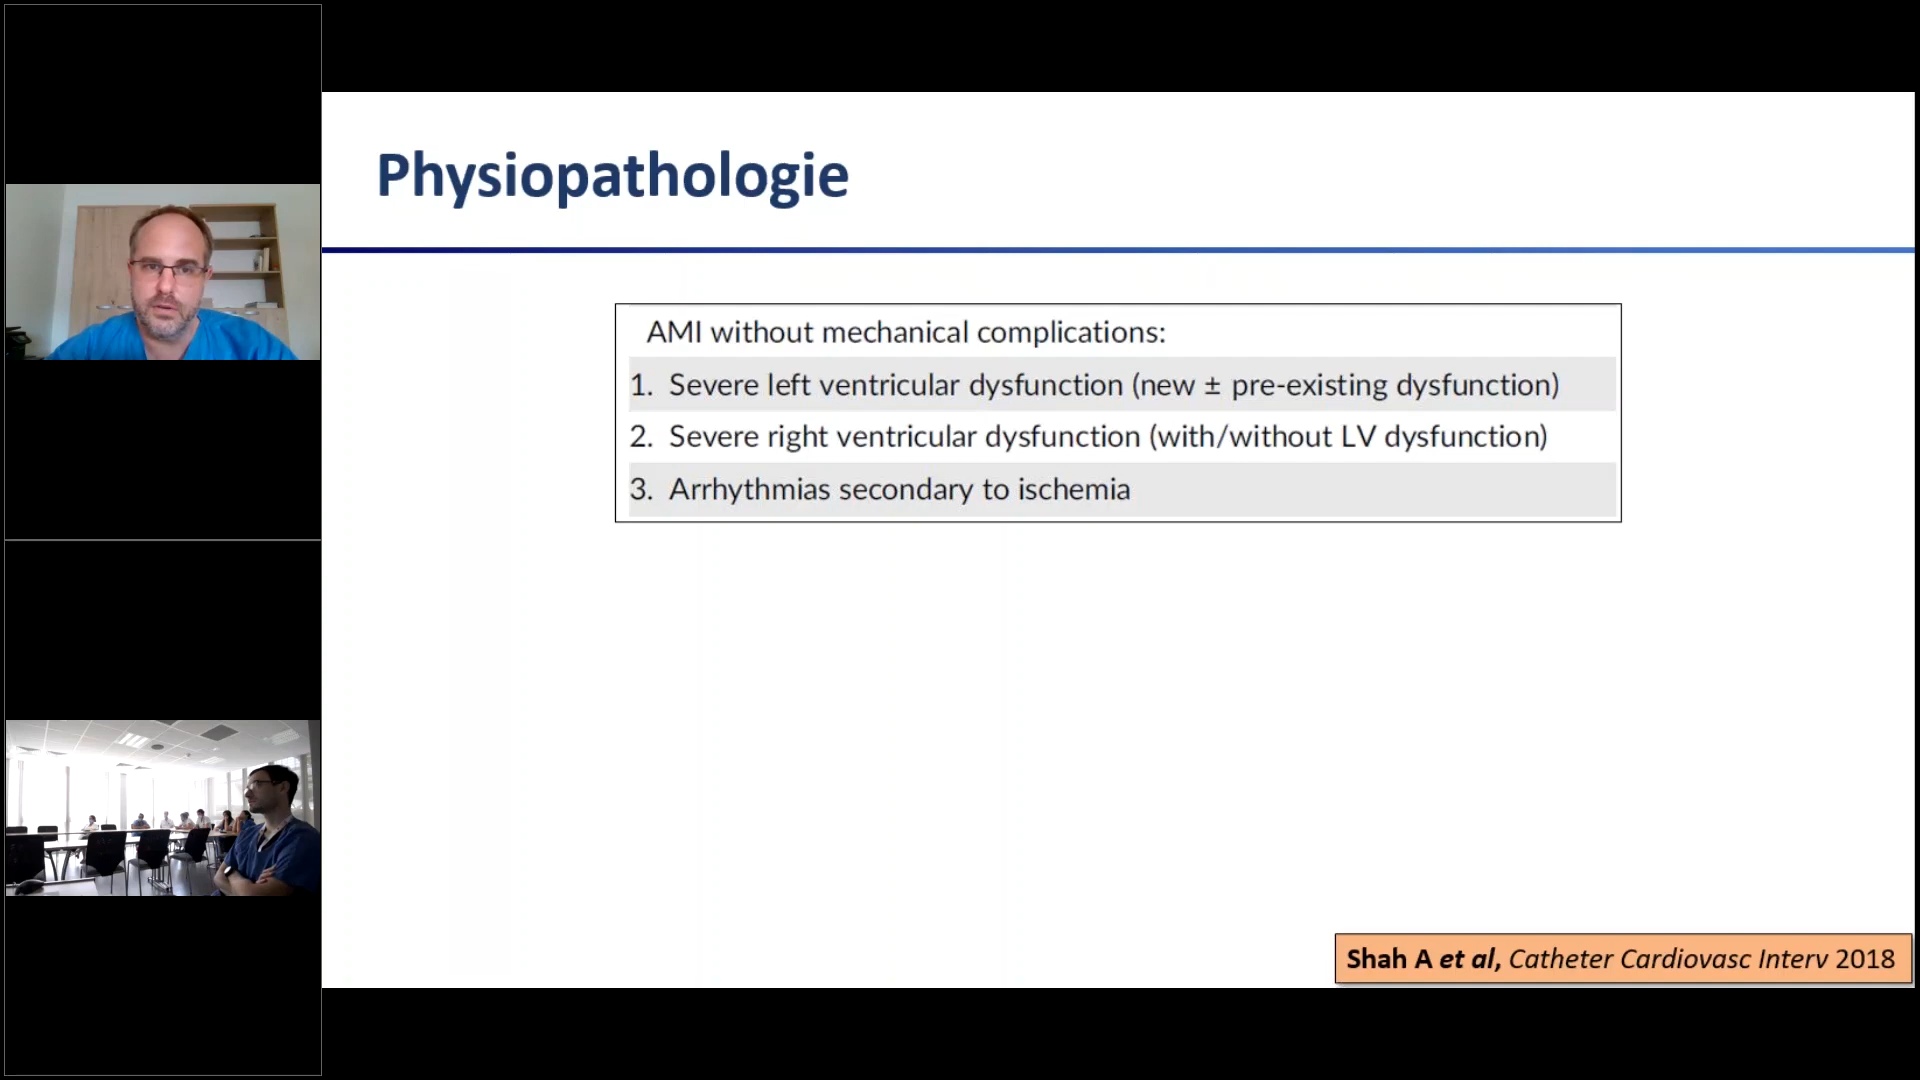 Physiopathologie
AMI without mechanical complications:
1. Severe left ventricular dysfunction (new ± pre-existing dysfunction)
2. Severe right ventricular dysfunction (with/without LV dysfunction)
3. Arrhythmias secondary to ischemia
Shah A et al, Catheter Cardiovasc Interv 2018